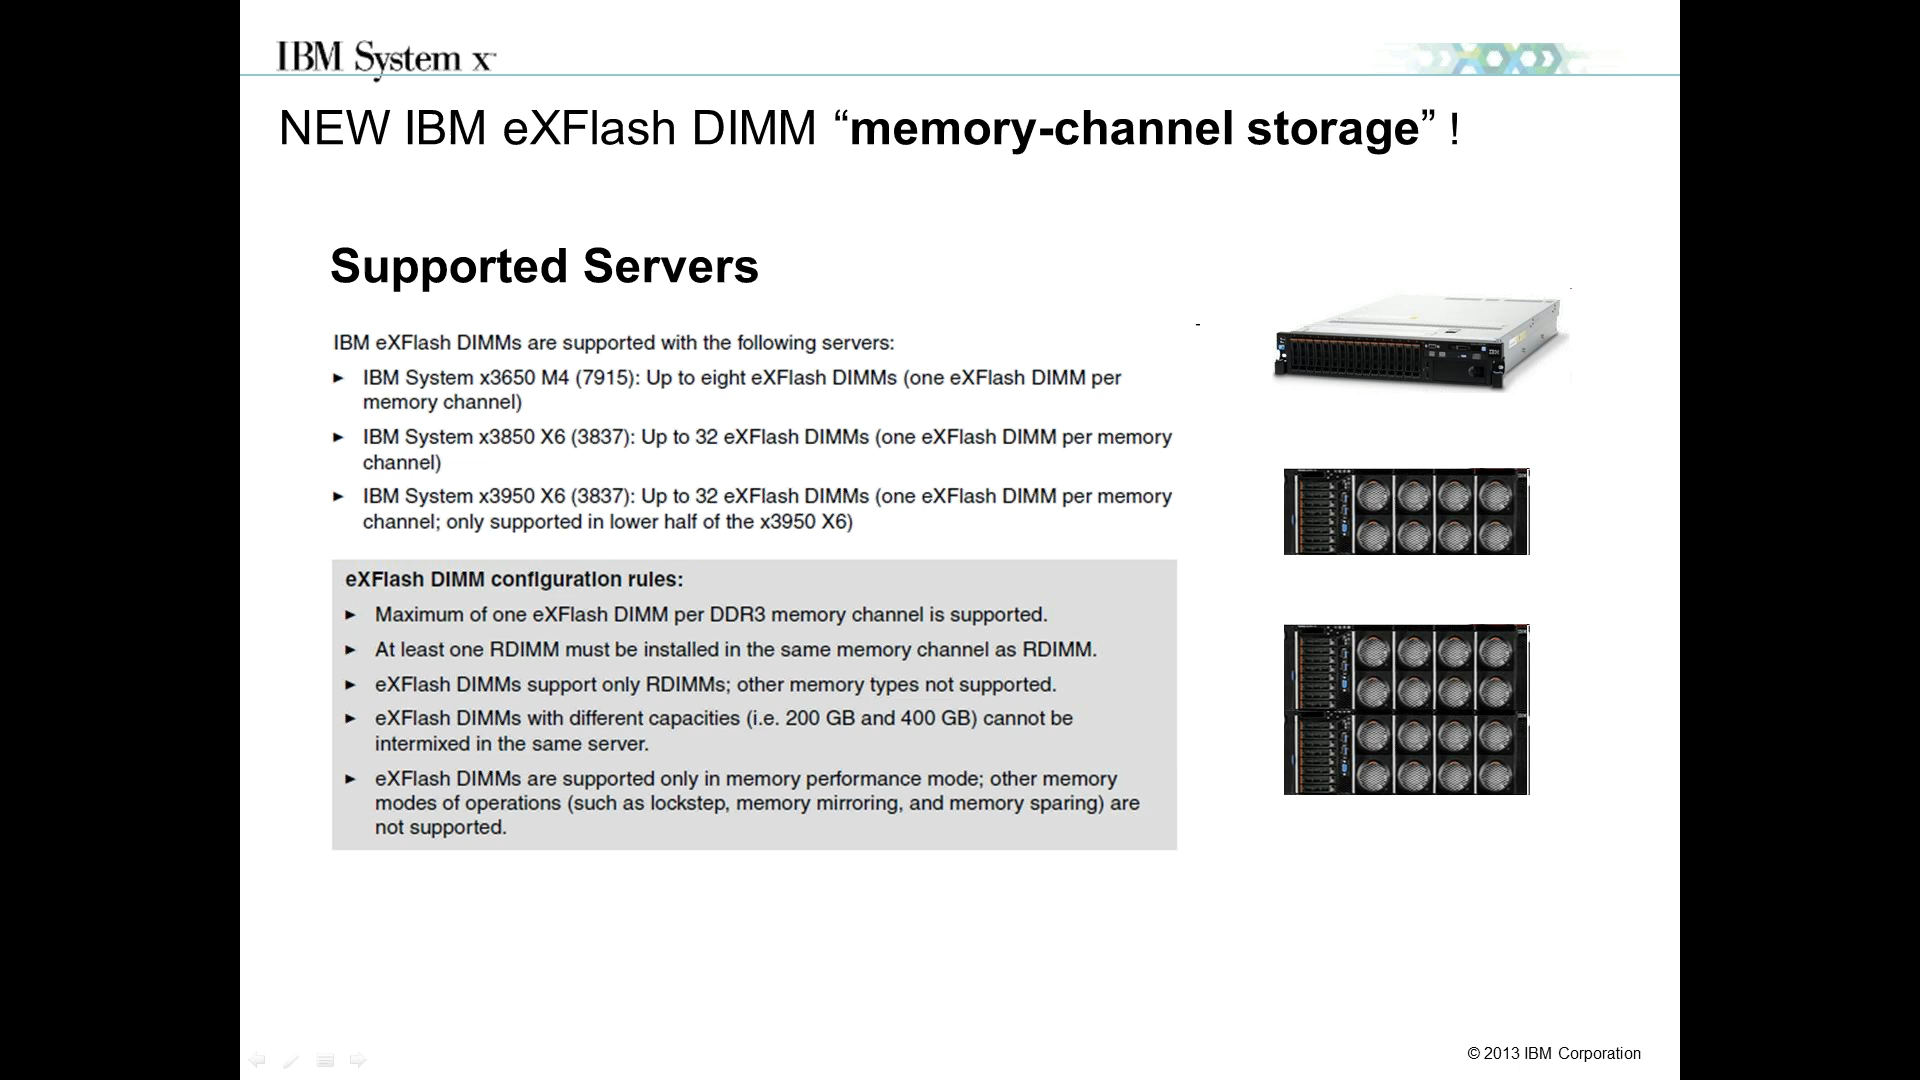 IBM System x
NEW IBM eXFlash DIMM “memory-channel storage” !
Supported Servers
IBM eXFlash DIMMs are supported with the following servers:
► IBM System x3650 M4 (7915): Up to eight eXFlash DIMMs (one eXFlash DIMM per
memory channel)
► IBM System x3850 X6 (3837): Up to 32 eXFlash DIMMs (one eXFlash DIMM per memory
channel)
► IBM System x3950 X6 (3837): Up to 32 eXFlash DIMMs (one eXFlash DIMM per memory
channel; only supported in lower half of the x3950 X6)
eXFlash DIMM configuration rules:
► Maximum of one eXFlash DIMM per DDR3 memory channel is supported.
► At least one RDIMM must be installed in the same memory channel as RDIMM.
► eXFlash DIMMs support only RDIMMs; other memory types not supported.
► eXFlash DIMMs with different capacities (i.e. 200 GB and 400 GB) cannot be
intermixed in the same server.
► eXFlash DIMMs are supported only in memory performance mode; other memory
modes of operations (such as lockstep, memory mirroring, and memory sparing) are
not supported.
© 2013 IBM Corporation